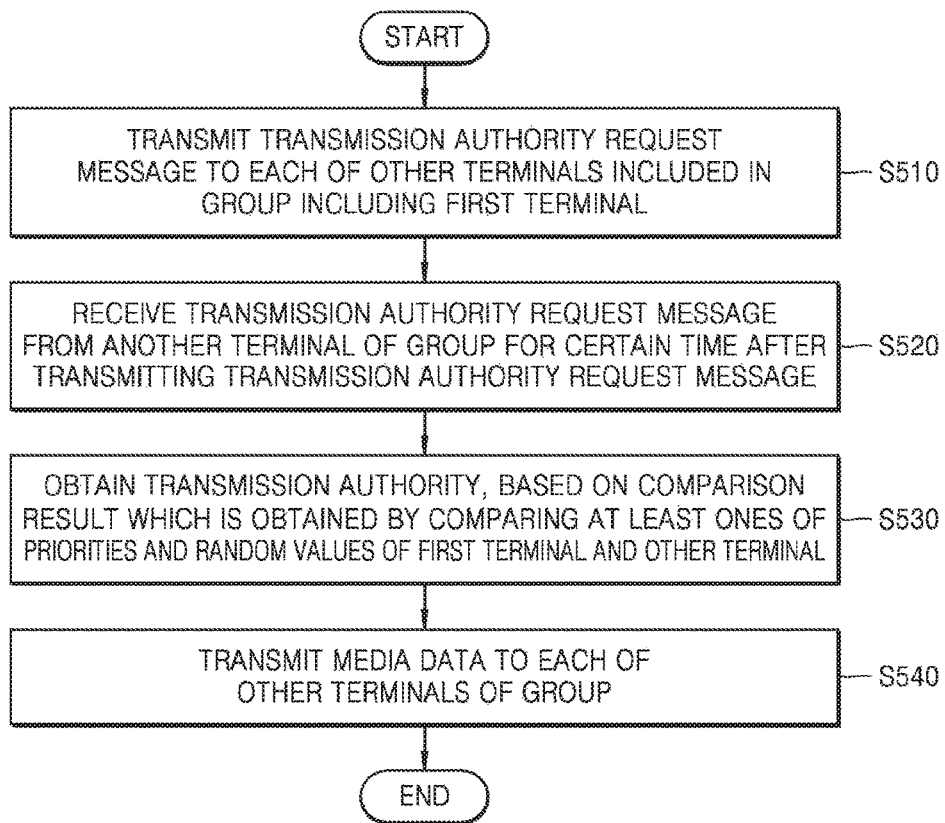 START
TRANSMIT TRANSMISSION AUTHORITY REQUEST
MESSAGE TO EACH OF OTHER TERMINALS INCLUDED IN
GROUP INCLUDING FIRST TERMINAL
S510
RECEIVE TRANSMISSION AUTHORITY REQUEST MESSAGE
FROM ANOTHER TERMINAL OF GROUP FOR CERTAIN TIME AFTER
TRANSMITTING TRANSMISSION AUTHORITY REQUEST MESSAGE
S520
OBTAIN TRANSMISSION AUTHORITY, BASED ON COMPARISON
RESULT WHICH IS OBTAINED BY COMPARING AT LEAST ONES OF
PRIORITIES AND RANDOM VALUES OF FIRST TERMINAL AND OTHER TERMINAL
S530
TRANSMIT MEDIA DATA TO EACH OF
OTHER TERMINALS OF GROUP
S540
END